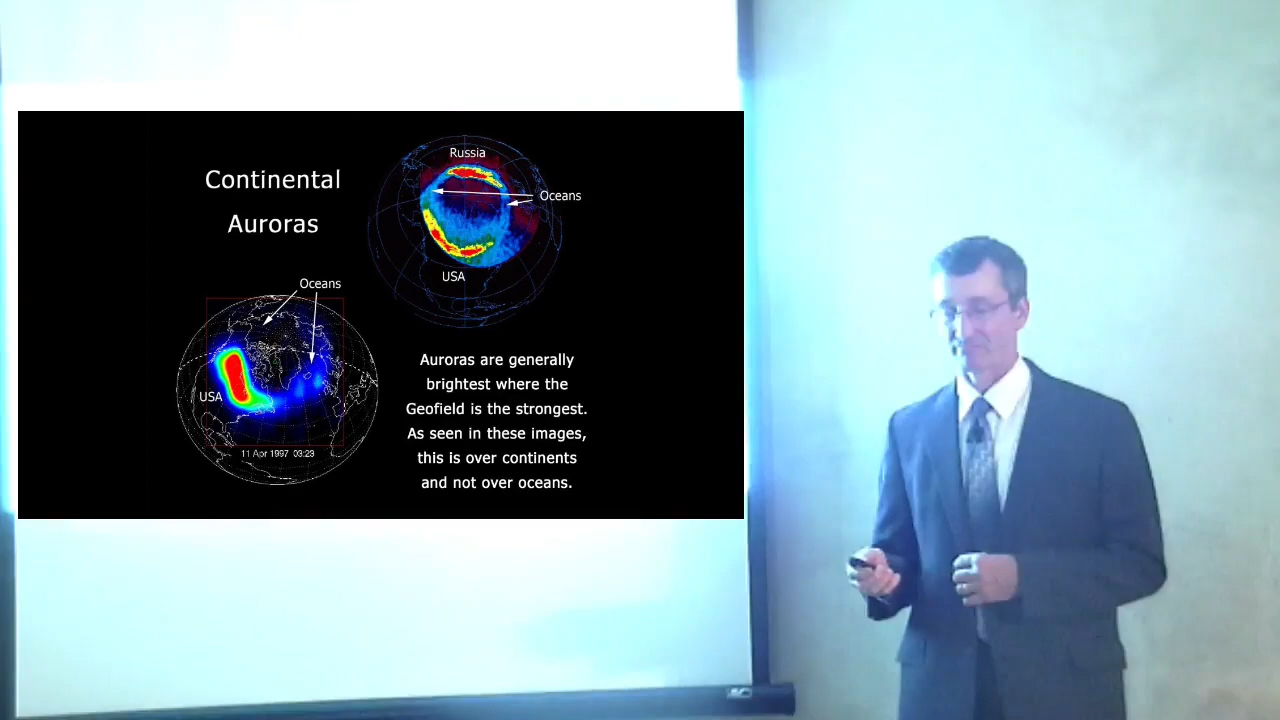 Continental
Auroras
Russia
Oceans
USA
Oceans
USA
11 Apr 1997 03:23
Auroras are generally
brightest where the
Geofield is the strongest.
As seen in these images,
this is over continents
and not over oceans.